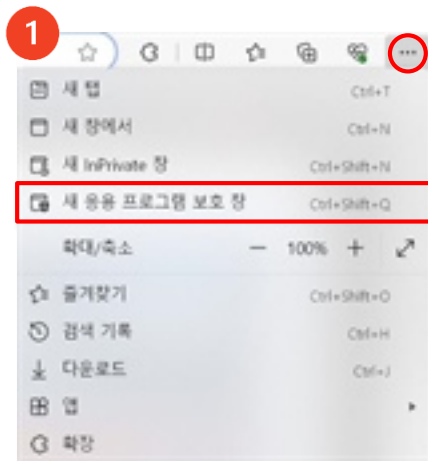 1
새 탭 Ctrl+T
새 창에서 Ctrl+N
새 InPrivate 창 Ctrl+Shift+N
새 응용 프로그램 보호 창 Ctrl+Shift+Q
확대/축소 — 100% +
즐겨찾기 Ctrl+Shift+O
검색 기록 Ctrl+H
다운로드 Ctrl+J
앱
확장